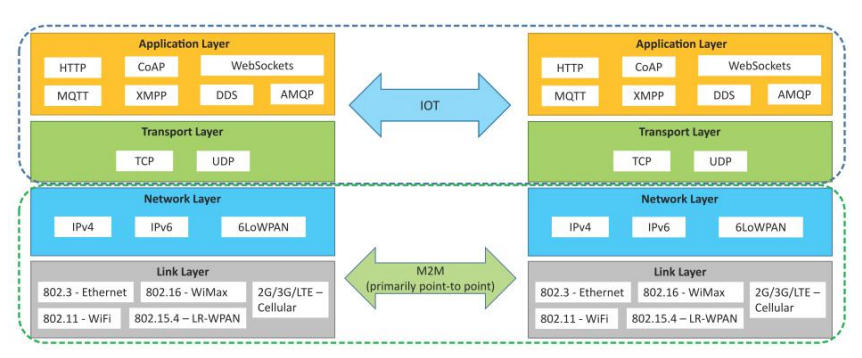 Application Layer
HTTP CoAP WebSockets
MQTT XMPP DDS AMQP
Transport Layer
TCP UDP
Network Layer
IPv4 IPv6 6LoWPAN
Link Layer
802.3 - Ethernet 802.16 - WiMax 2G/3G/LTE –
Cellular
802.11 - WiFi 802.15.4 – LR-WPAN
IOT
M2M
(primarily point-to point)
Application Layer
HTTP CoAP WebSockets
MQTT XMPP DDS AMQP
Transport Layer
TCP UDP
Network Layer
IPv4 IPv6 6LoWPAN
Link Layer
802.3 - Ethernet 802.16 - WiMax 2G/3G/LTE –
Cellular
802.11 - WiFi 802.15.4 – LR-WPAN